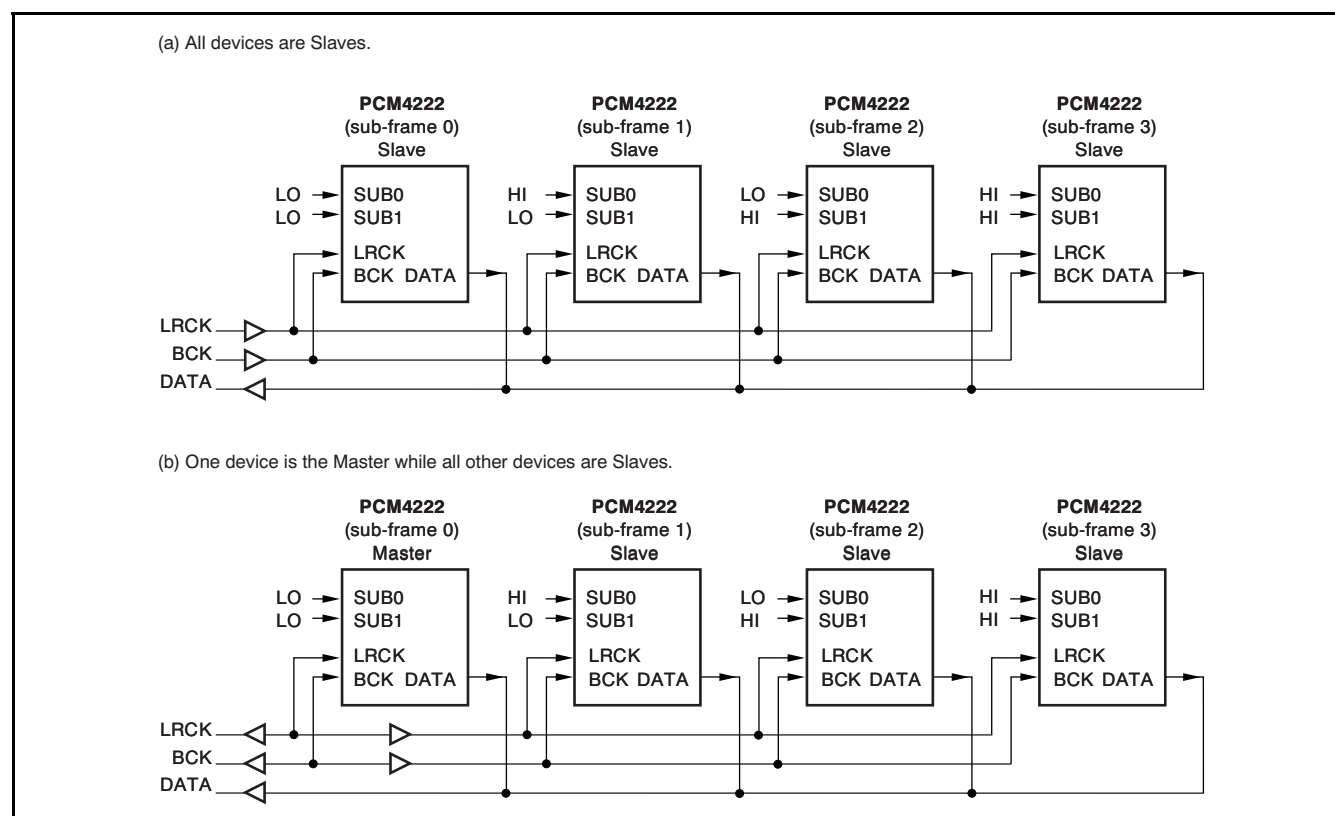 (a) All devices are Slaves.
PCM4222 PCM4222 PCM4222 PCM4222
(sub-frame 0) (sub-frame 1) (sub-frame 2) (sub-frame 3)
Slave Slave Slave Slave
LO SUB0 HI SUB0 LO SUB0 HI SUB0
LO SUB1 LO SUB1 HI SUB1 HI SUB1
LRCK LRCK LRCK LRCK
BCK DATA BCK DATA BCK DATA BCK DATA
LRCK
BCK
DATA
(b) One device is the Master while all other devices are Slaves.
PCM4222 PCM4222 PCM4222 PCM4222
(sub-frame 0) (sub-frame 1) (sub-frame 2) (sub-frame 3)
Master Slave Slave Slave
LO SUB0 HI SUB0 LO SUB0 HI SUB0
LO SUB1 LO SUB1 HI SUB1 HI SUB1
LRCK LRCK LRCK LRCK
BCK DATA BCK DATA BCK DATA BCK DATA
LRCK
BCK
DATA